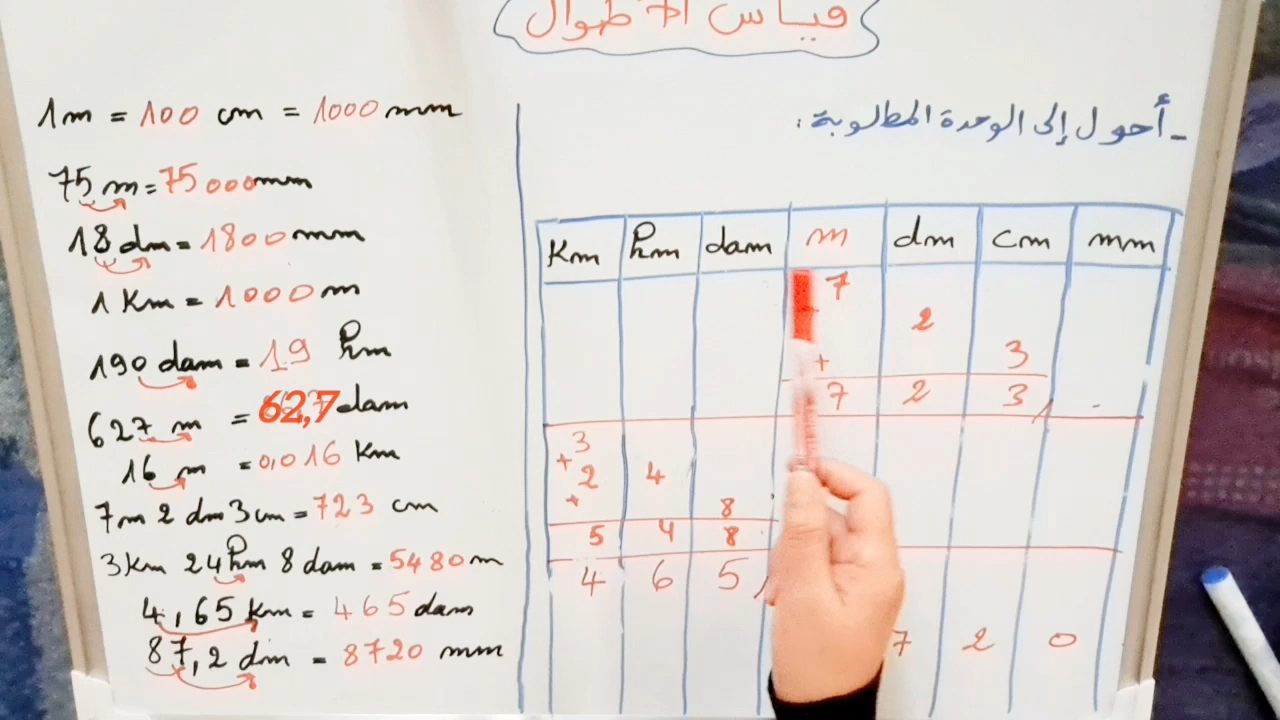 قياس الأطوال
- أحول إلى الوحدة المطلوبة :
1m = 100 cm = 1000 mm
75 m = 75000 mm
18 dm = 1800 mm
1 Km = 1000 m
190 dam = 19 hm
627 m = 62,7 dam
16 m = 0,016 Km
7m 2 dm 3cm = 723 cm
3Km 24hm 8 dam = 5480 m
4,65 Km = 465 dam
87,2 dm = 8720 mm
Km hm dam m dm cm mm
7
2
+ 3
7 2 3,
3
+ 2 4
+ 8
5 4 8
4 6 5,
7 2 0